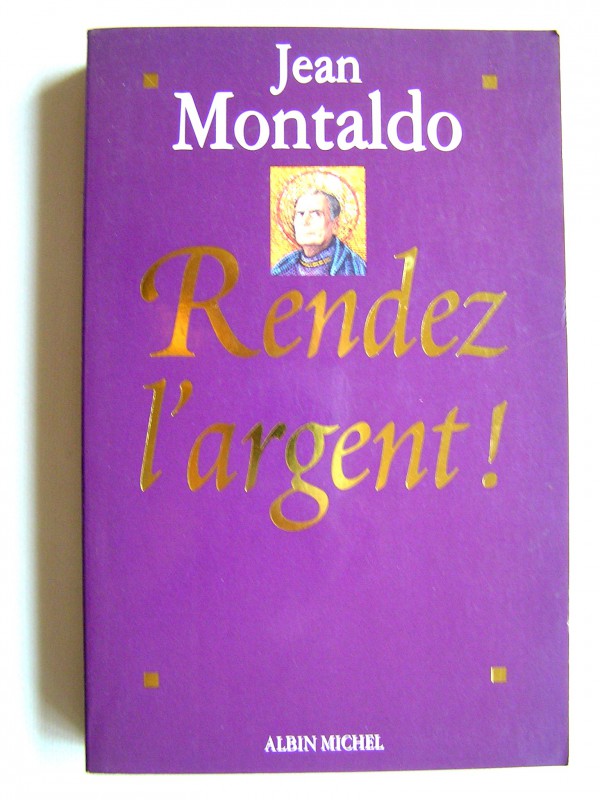 Jean
Montaldo
Rendez
l'argent !
ALBIN MICHEL